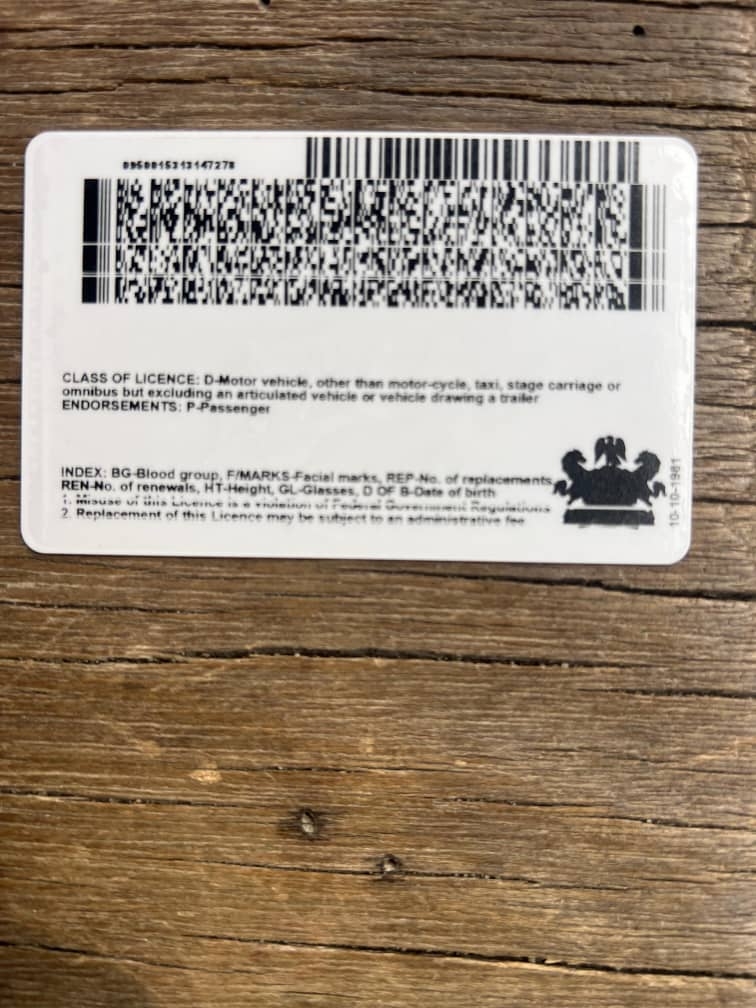 0950015313147278
CLASS OF LICENCE: D-Motor vehicle, other than motor-cycle, taxi, stage carriage or
omnibus but excluding an articulated vehicle or vehicle drawing a trailer
ENDORSEMENTS: P-Passenger
INDEX: BG-Blood group, F/MARKS-Facial marks, REP-No. of replacements,
REN-No. of renewals, HT-Height, GL-Glasses, D OF B-Date of birth
1. Misuse of this Licence is a violation of Federal Government Regulations
2. Replacement of this Licence may be subject to an administrative fee
10-10-1981